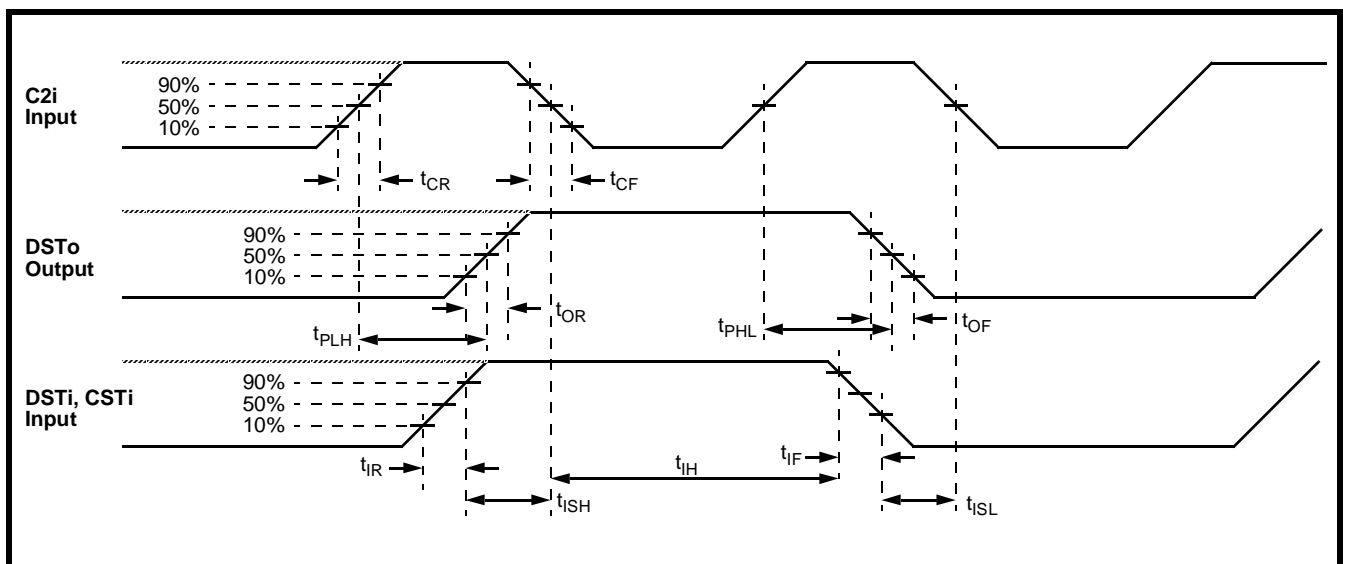 C2i
Input
90%
50%
10%
tCR
tCF
DSTo
Output
90%
50%
10%
tOR
tPLH
tPHL
tOF
DSTi, CSTi
Input
90%
50%
10%
tIR
tISH
tIH
tIF
tISL